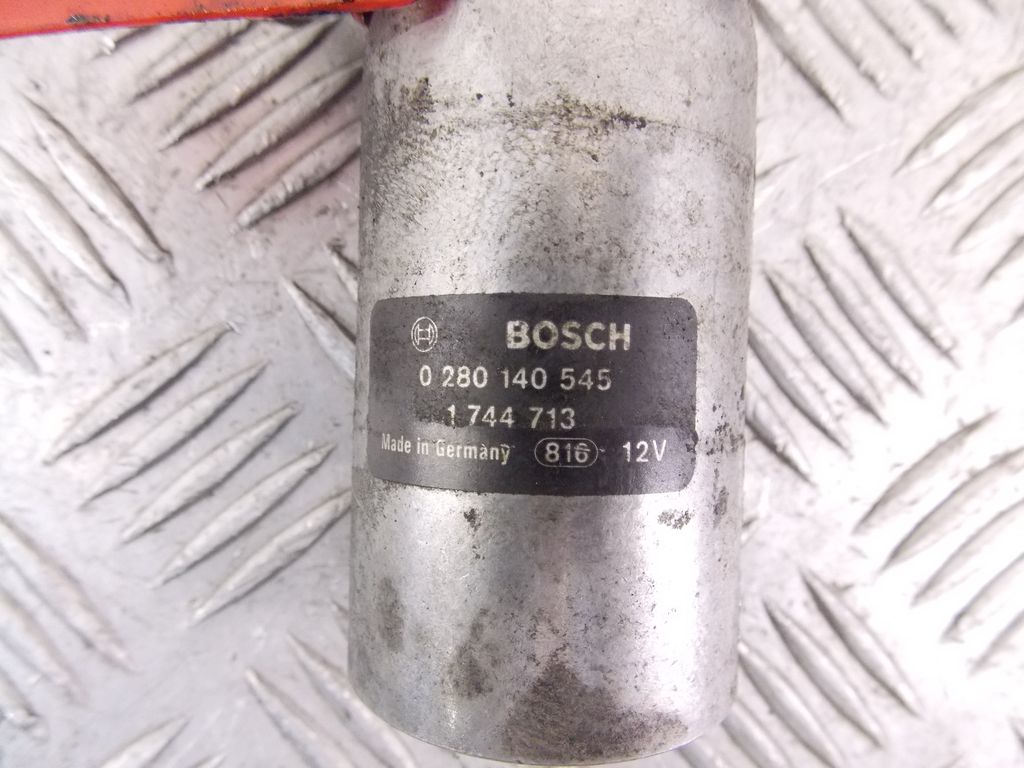 BOSCH
0 280 140 545
1 744 713
Made in Germany 816 12V